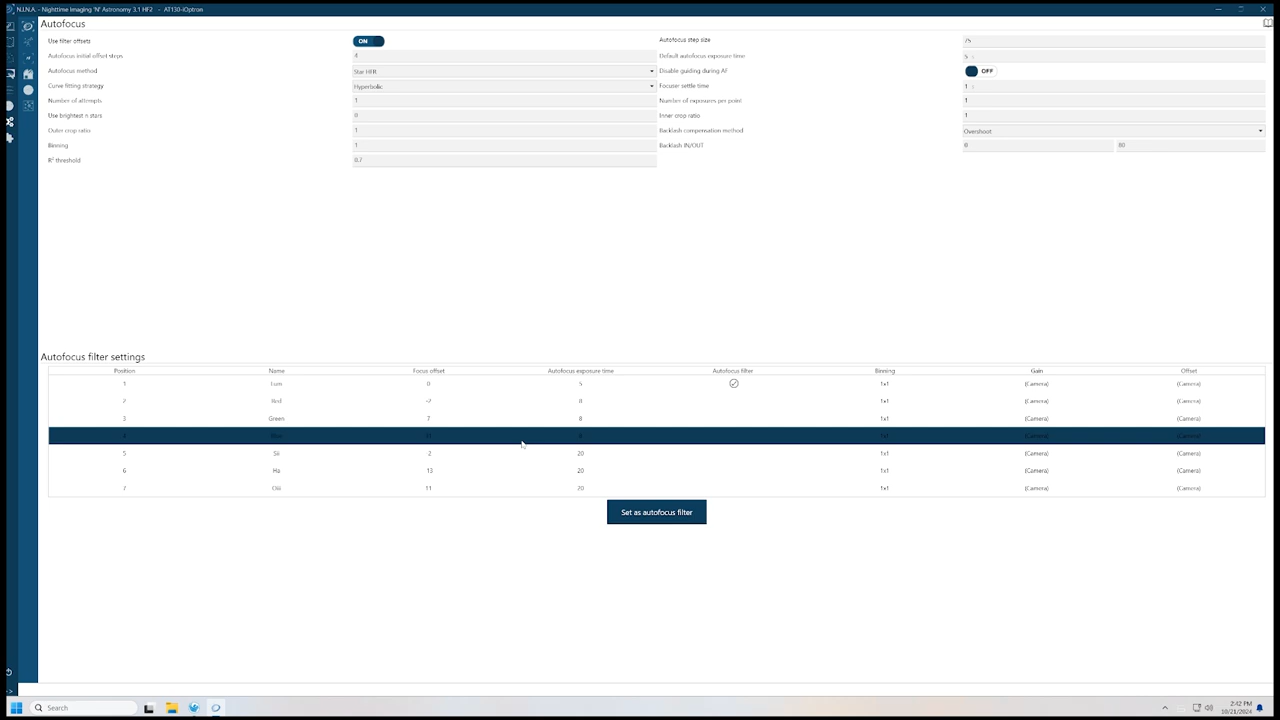 N.I.N.A. - Nighttime Imaging 'N' Astronomy 3.1 HF2 - AT130-iOptron
Autofocus
Use filter offsets ON Autofocus step size 75
Autofocus initial offset steps 4 Default autofocus exposure time 5 s
Autofocus method Star HFR Disable guiding during AF OFF
Curve fitting strategy Hyperbolic Focuser settle time 1 s
Number of attempts 1 Number of exposures per point 1
Use brightest n stars 0 Inner crop ratio 1
Outer crop ratio 1 Backlash compensation method Overshoot
Binning 1 Backlash IN/OUT 0 80
R² threshold 0.7
Autofocus filter settings
Position Name Focus offset Autofocus exposure time Autofocus filter Binning Gain Offset
1 Lum 0 5 1x1 (Camera) (Camera)
2 Red -2 8 1x1 (Camera) (Camera)
3 Green 7 8 1x1 (Camera) (Camera)
1x1 (Camera) (Camera)
5 Sii 2 20 1x1 (Camera) (Camera)
6 Ha 13 20 1x1 (Camera) (Camera)
7 Oiii 11 20 1x1 (Camera) (Camera)
Set as autofocus filter
Search
2:42 PM
10/21/2024